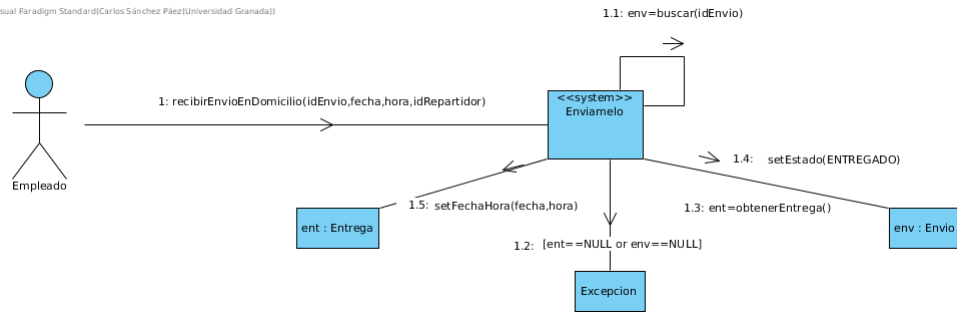 sual Paradigm Standard(Carlos Sánchez Páez(Universidad Granada))
1.1: env=buscar(idEnvio)
1: recibirEnvioEnDomicilio(idEnvio,fecha,hora,idRepartidor)
<<system>>
Enviamelo
Empleado
1.4: setEstado(ENTREGADO)
1.5: setFechaHora(fecha,hora)
1.3: ent=obtenerEntrega()
ent : Entrega
env : Envio
1.2: [ent==NULL or env==NULL]
Excepcion